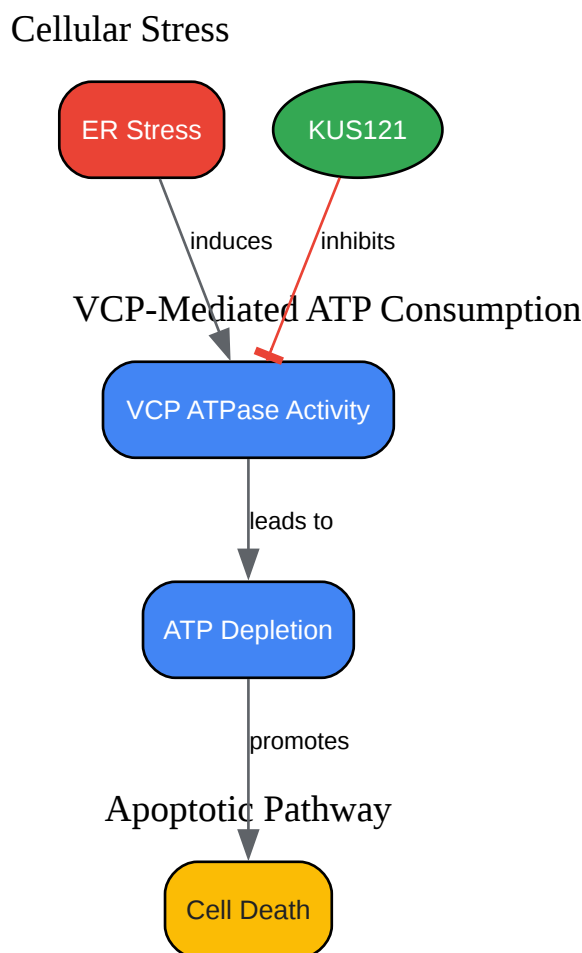 Cellular Stress
ER Stress
KUS121
induces
inhibits
VCP-Mediated ATP Consumption
VCP ATPase Activity
leads to
ATP Depletion
promotes
Apoptotic Pathway
Cell Death